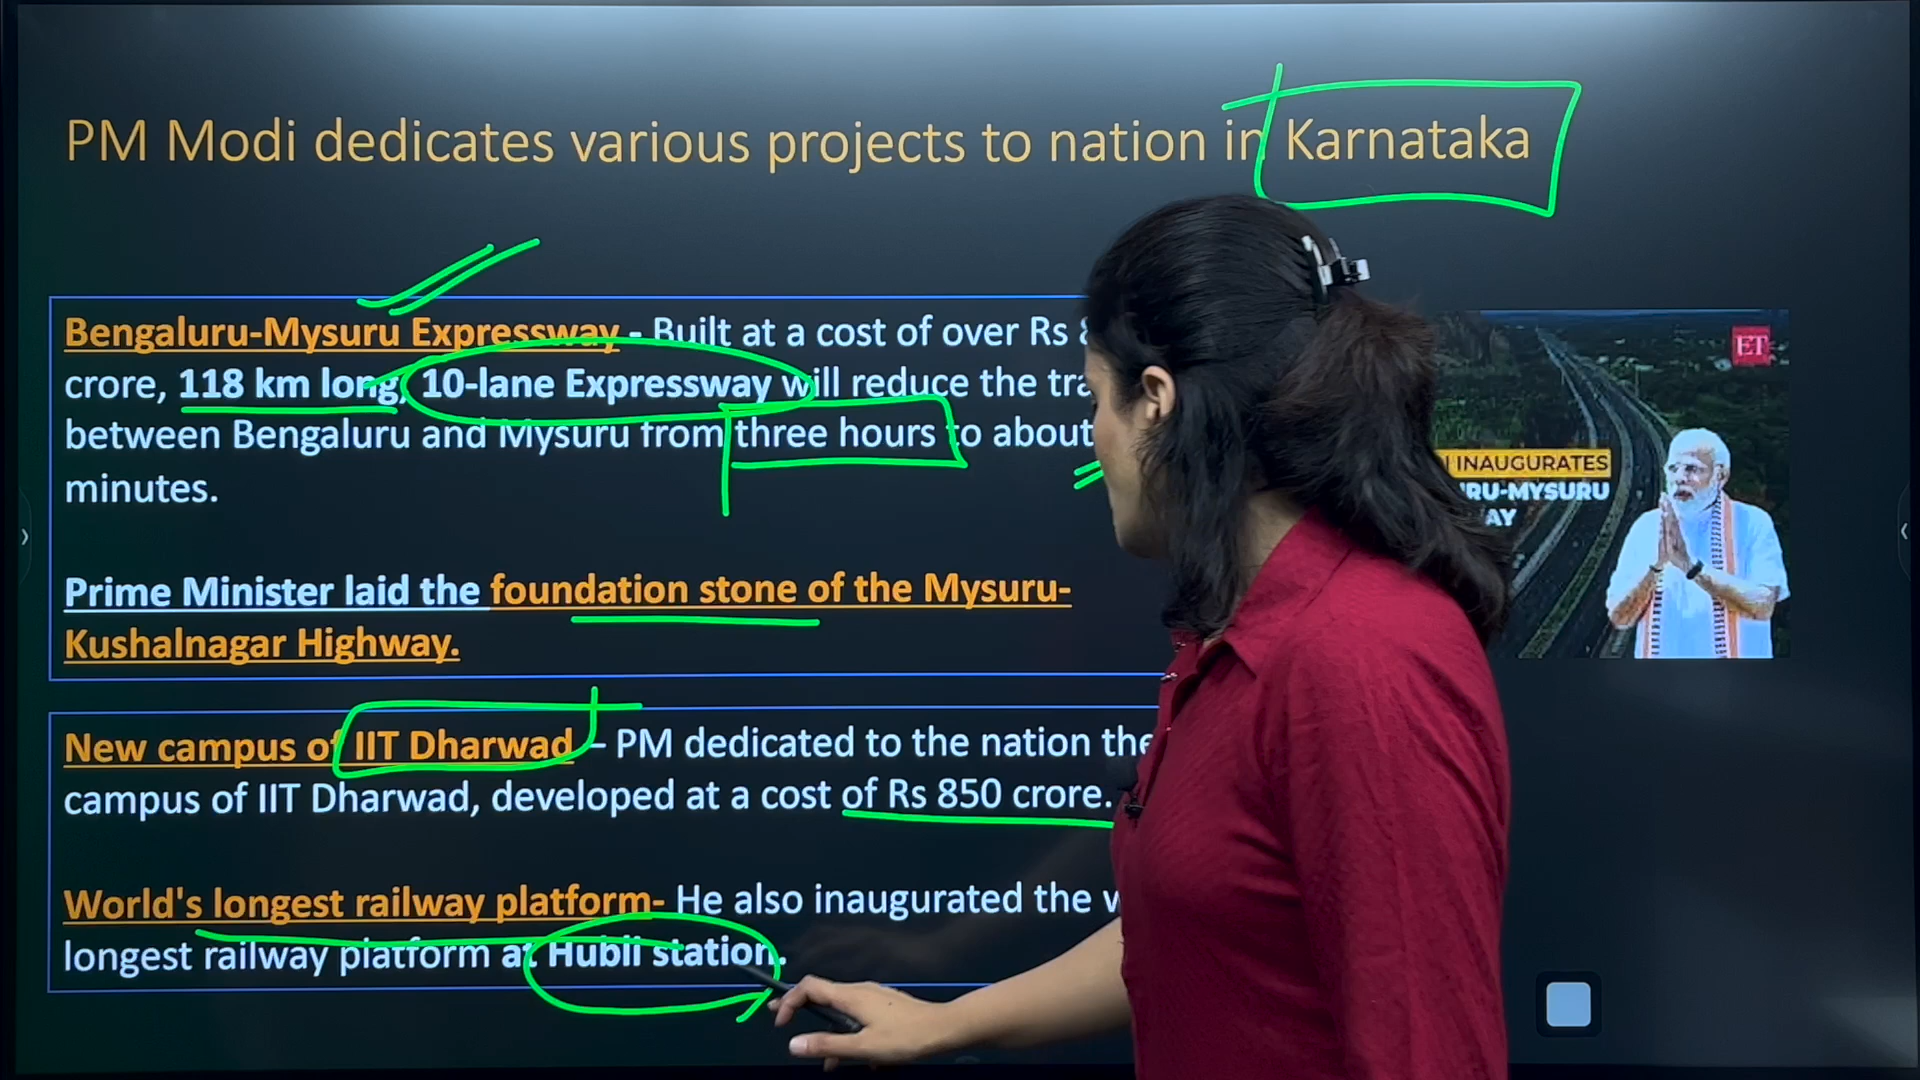 PM Modi dedicates various projects to nation in Karnataka
Bengaluru-Mysuru Expressway - Built at a cost of over Rs
crore, 118 km long, 10-lane Expressway will reduce the
between Bengaluru and Mysuru from three hours to about
minutes.
Prime Minister laid the foundation stone of the Mysuru-
Kushalnagar Highway.
New campus of IIT Dharwad – PM dedicated to the nation the
campus of IIT Dharwad, developed at a cost of Rs 850 crore.
World's longest railway platform- He also inaugurated the
longest railway platform at Hubli station.
ET
INAUGURATES
RU-MYSURU
AY